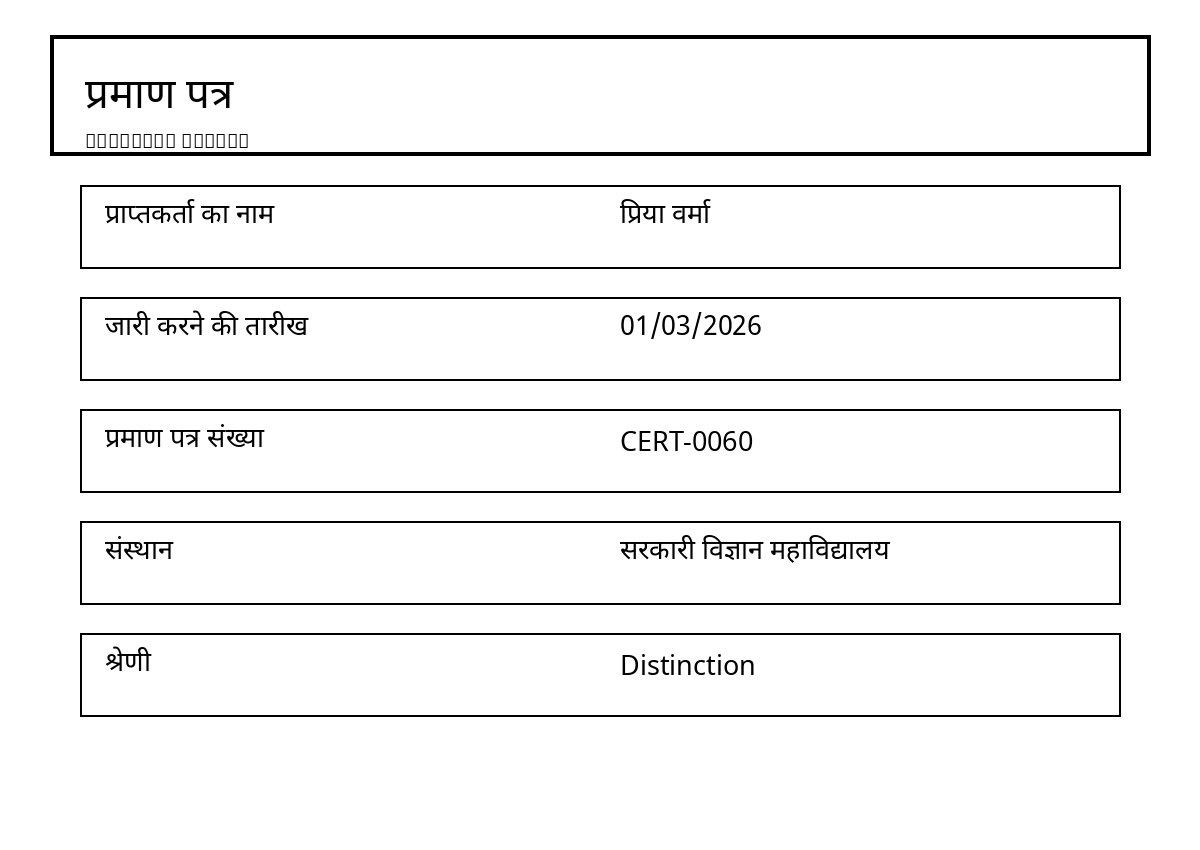 प्रमाण पत्र
प्राप्तकर्ता का नाम प्रिया वर्मा
जारी करने की तारीख 01/03/2026
प्रमाण पत्र संख्या CERT-0060
संस्थान सरकारी विज्ञान महाविद्यालय
श्रेणी Distinction